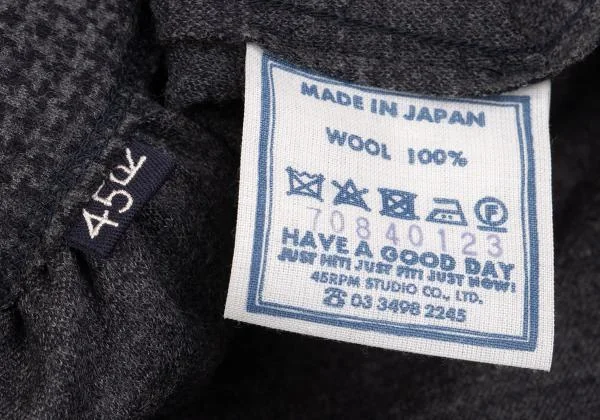 45R
MADE IN JAPAN
WOOL 100%
70840123
HAVE A GOOD DAY
JUST HIT! JUST FIT! JUST NOW!
45RPM STUDIO CO., LTD.
☎ 03 3498 2245